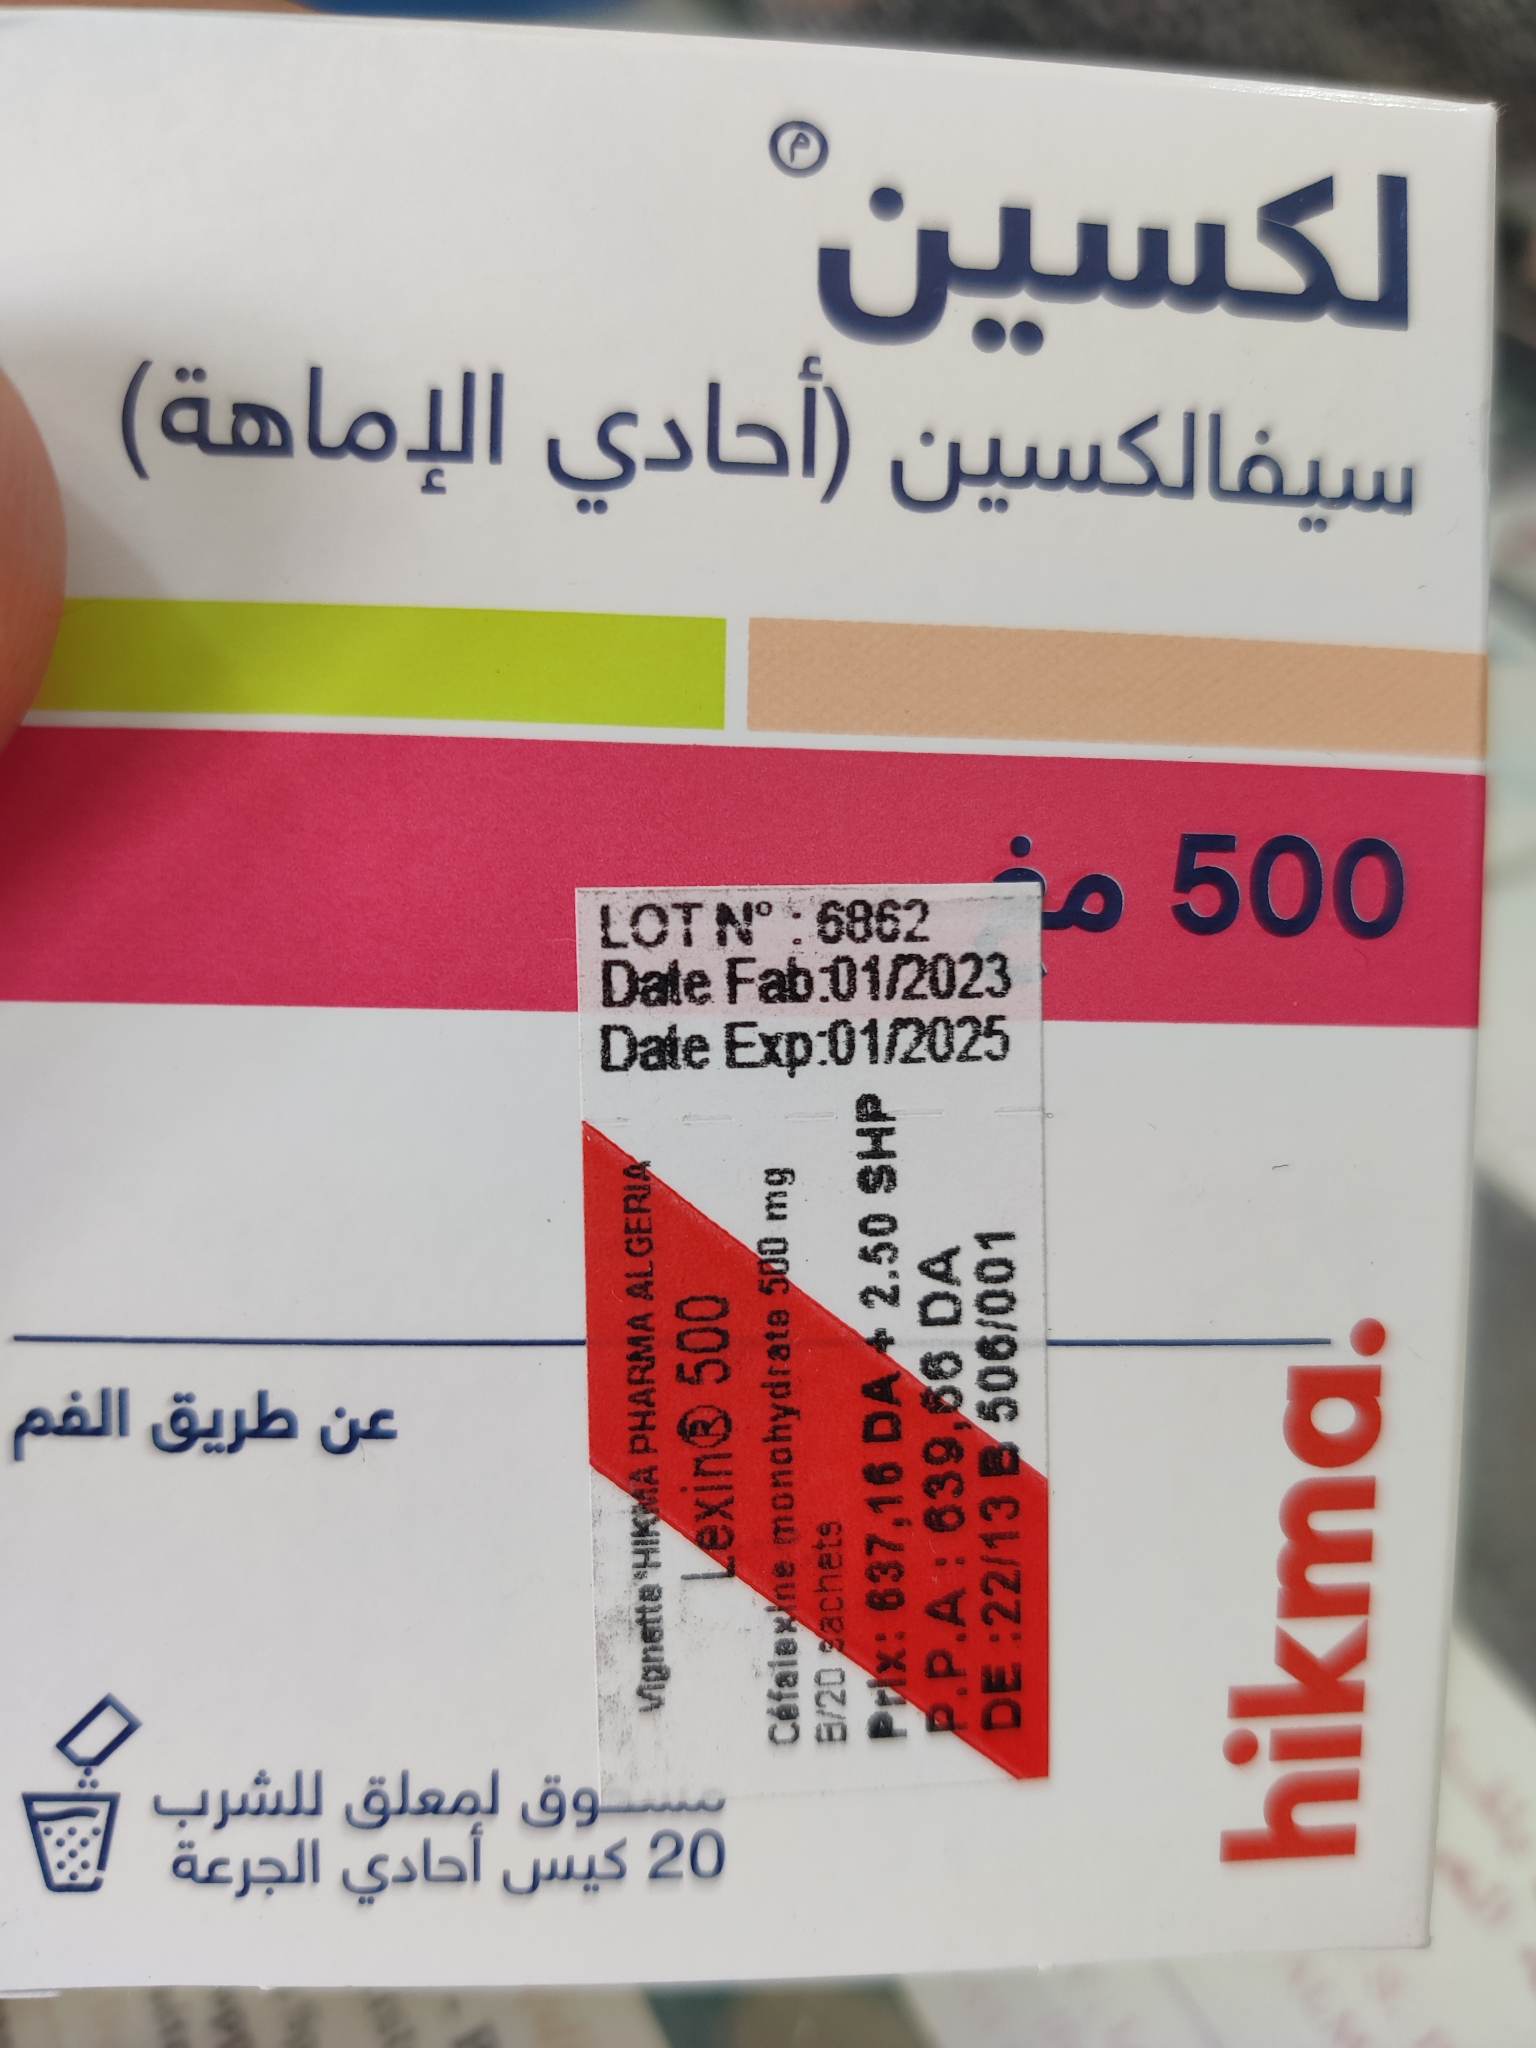 لكسين م
سيفالكسين (أحادي الإماهة)
500 مغ
LOT N° : 6862
Date Fab:01/2023
Date Exp:01/2025
Vignette HIKMA PHARMA ALGERIA
Lexin® 500
Céfalexine monohydrate 500 mg
B/20 sachets
Prix: 637,16 DA + 2.50 SHP
P.P.A : 639,66 DA
DE :22/13 B 506/001
عن طريق الفم
hikma.
مسحوق لمعلق للشرب
20 كيس أحادي الجرعة